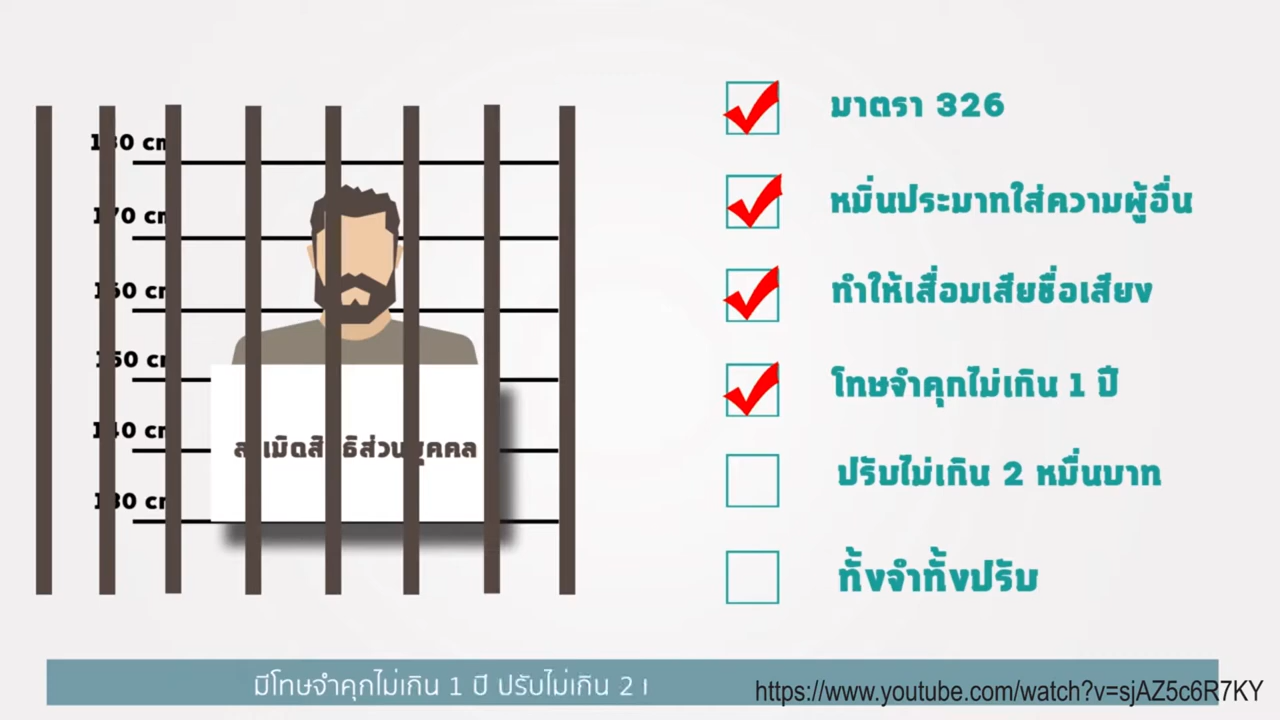 มาตรา 326
หมิ่นประมาทใส่ความผู้อื่น
ทำให้เสื่อมเสียชื่อเสียง
โทษจำคุกไม่เกิน 1 ปี
ปรับไม่เกิน 2 หมื่นบาท
ทั้งจำทั้งปรับ
มีโทษจำคุกไม่เกิน 1 ปี ปรับไม่เกิน 2
https://www.youtube.com/watch?v=sjAZ5c6R7KY